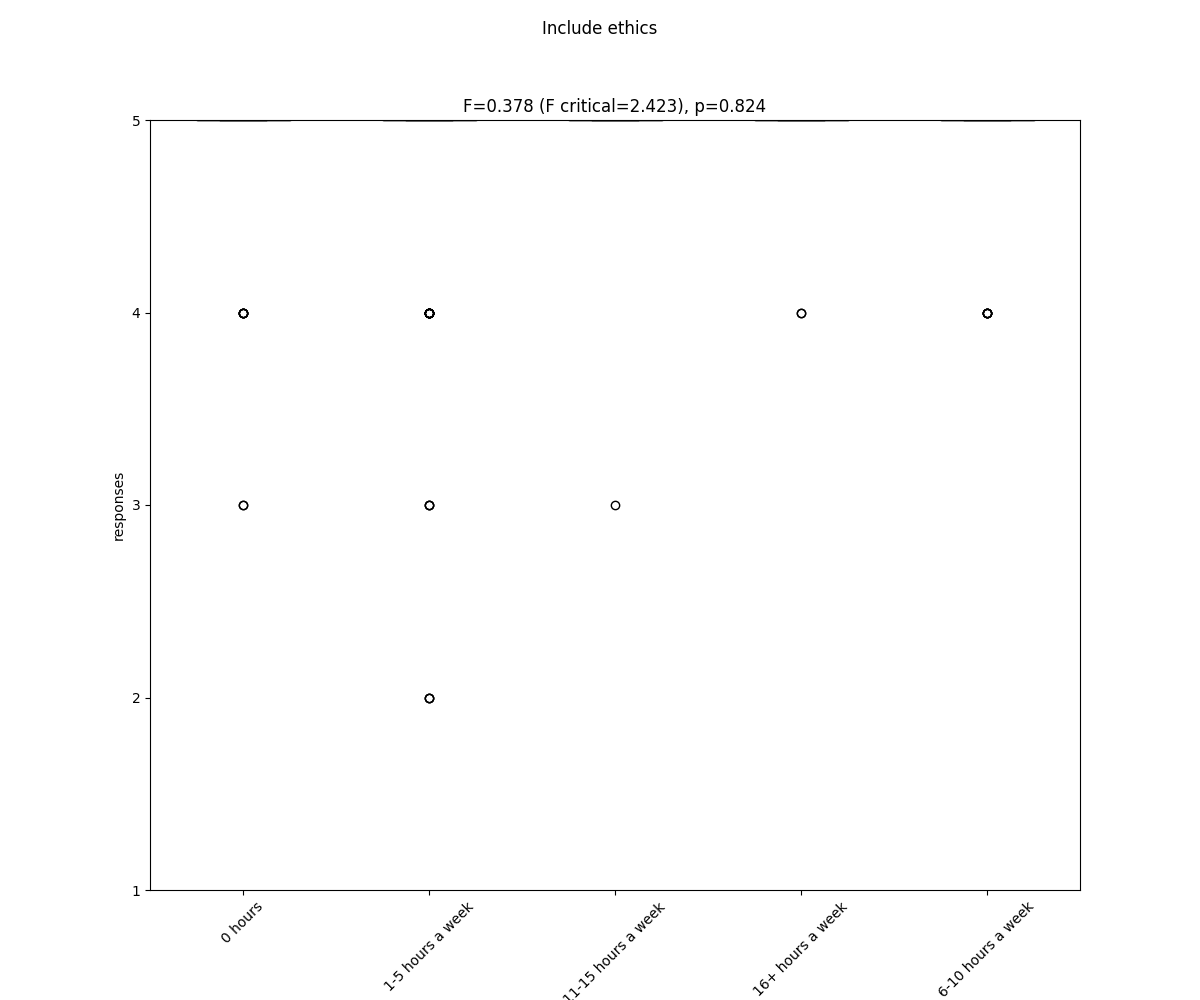 Include ethics
F=0.378 (F critical=2.423), p=0.824
5
4
responses
3
2
1
0 hours
1-5 hours a week
11-15 hours a week
16+ hours a week
6-10 hours a week